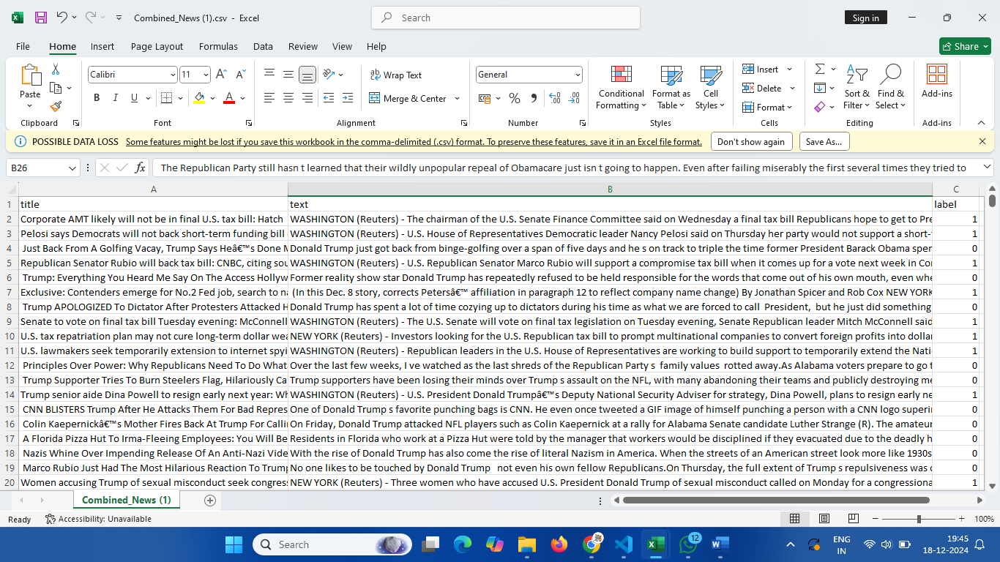 Combined_News (1).csv - Excel
Search
Sign in
File Home Insert Page Layout Formulas Data Review View Help
Share
Paste
Clipboard
Calibri 11
B I U
Font
Wrap Text
Merge & Center
Alignment
General
Number
Conditional Formatting
Format as Table
Cell Styles
Styles
Insert
Delete
Format
Cells
Sort & Filter
Find & Select
Editing
Add-ins
Add-ins
POSSIBLE DATA LOSS Some features might be lost if you save this workbook in the comma-delimited (.csv) format. To preserve these features, save it in an Excel file format. Don't show again Save As...
B26 fx The Republican Party still hasn t learned that their wildly unpopular repeal of Obamacare just isn t going to happen. Even after failing miserably the first several times they tried to
A B C
1 title text label
2 Corporate AMT likely will not be in final U.S. tax bill: Hatch WASHINGTON (Reuters) - The chairman of the U.S. Senate Finance Committee said on Wednesday a final tax bill Republicans hope to get to Pre 1
3 Pelosi says Democrats will not back short-term funding bill WASHINGTON (Reuters) - U.S. House of Representatives Democratic leader Nancy Pelosi said on Thursday her party would not support a short- 1
4 Just Back From A Golfing Vacay, Trump Says Heâ€™s Done M Donald Trump just got back from binge-golfing over a span of five days and he s on track to triple the time former President Barack Obama sper 0
5 Republican Senator Rubio will back tax bill: CNBC, citing sou WASHINGTON (Reuters) - U.S. Republican Senator Marco Rubio will support a compromise tax bill when it comes up for a vote next week in Cor 1
6 Trump: Everything You Heard Me Say On The Access Hollyw Former reality show star Donald Trump has repeatedly refused to be held responsible for the words that come out of his own mouth, even whe 0
7 Exclusive: Contenders emerge for No.2 Fed job, search to na (In this Dec. 8 story, corrects Petersâ€™ affiliation in paragraph 12 to reflect company name change) By Jonathan Spicer and Rob Cox NEW YORK 1
8 Trump APOLOGIZED To Dictator After Protesters Attacked H Donald Trump has spent a lot of time cozying up to dictators during his time as what we are forced to call President, but he just did something 0
9 Senate to vote on final tax bill Tuesday evening: McConnell WASHINGTON (Reuters) - The U.S. Senate will vote on final tax legislation on Tuesday evening, Senate Republican leader Mitch McConnell said 1
10 U.S. tax repatriation plan may not cure long-term dollar wea NEW YORK (Reuters) - Investors looking for the U.S. Republican tax bill to prompt multinational companies to convert foreign profits into dollar 1
11 U.S. lawmakers seek temporarily extension to internet spyi WASHINGTON (Reuters) - Republican leaders in the U.S. House of Representatives are working to build support to temporarily extend the Nati 1
12 Principles Over Power: Why Republicans Need To Do What Over the last few weeks, I ve watched as the last shreds of the Republican Party s family values rotted away.As Alabama voters prepare to go t 0
13 Trump Supporter Tries To Burn Steelers Flag, Hilariously Ca Trump supporters have been losing their minds over Trump s assault on the NFL, with many abandoning their teams and publicly destroying me 0
14 Trump senior aide Dina Powell to resign early next year: Wh WASHINGTON (Reuters) - U.S. President Donald Trumpâ€™s Deputy National Security Adviser for strategy, Dina Powell, plans to resign early ne 1
15 CNN BLISTERS Trump After He Attacks Them For Bad Repres One of Donald Trump s favorite punching bags is CNN. He even once tweeted a GIF image of himself punching a person with a CNN logo superir 0
16 Colin Kaepernickâ€™s Mother Fires Back At Trump For Calli On Friday, Donald Trump attacked NFL players such as Colin Kaepernick at a rally for Alabama Senate candidate Luther Strange (R). The amateur 0
17 A Florida Pizza Hut To Irma-Fleeing Employees: You Will Be Residents in Florida who work at a Pizza Hut were told by the manager that workers would be disciplined if they evacuated due to the deadly h 0
18 Nazis Whine Over Impending Release Of An Anti-Nazi Vide With the rise of Donald Trump has also come the rise of literal Nazism in America. When the streets of an American street look more like 1930s 0
19 Marco Rubio Just Had The Most Hilarious Reaction To Trump No one likes to be touched by Donald Trump not even his own fellow Republicans.On Thursday, the full extent of Trump s repulsiveness was c 0
20 Women accusing Trump of sexual misconduct seek congress NEW YORK (Reuters) - Three women who have accused U.S. President Donald Trump of sexual misconduct called on Monday for a congressiona 1
Combined_News (1)
Ready Accessibility: Unavailable 100%
Search
12
ENG
IN
19:45
18-12-2024